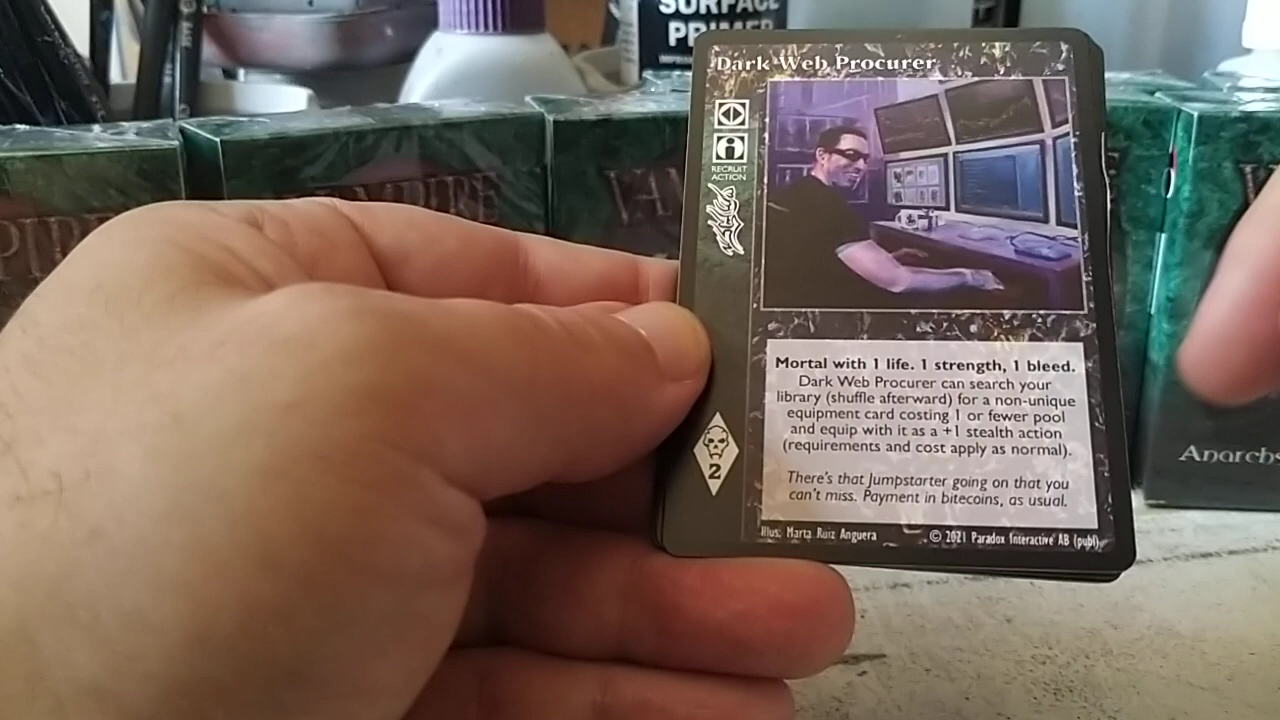 SURFACE
PRIMER
VAMPIRE
Dark Web Procurer
RECRUIT
ACTION
2
Mortal with 1 life. 1 strength, 1 bleed.
Dark Web Procurer can search your
library (shuffle afterward) for a non-unique
equipment card costing 1 or fewer pool
and equip with it as a +1 stealth action
(requirements and cost apply as normal).
There's that Jumpstarter going on that you
can't miss. Payment in bitecoins, as usual.
Illus: Marta Ruiz Anguera
© 2021 Paradox Interactive AB (publ)
Anarchs